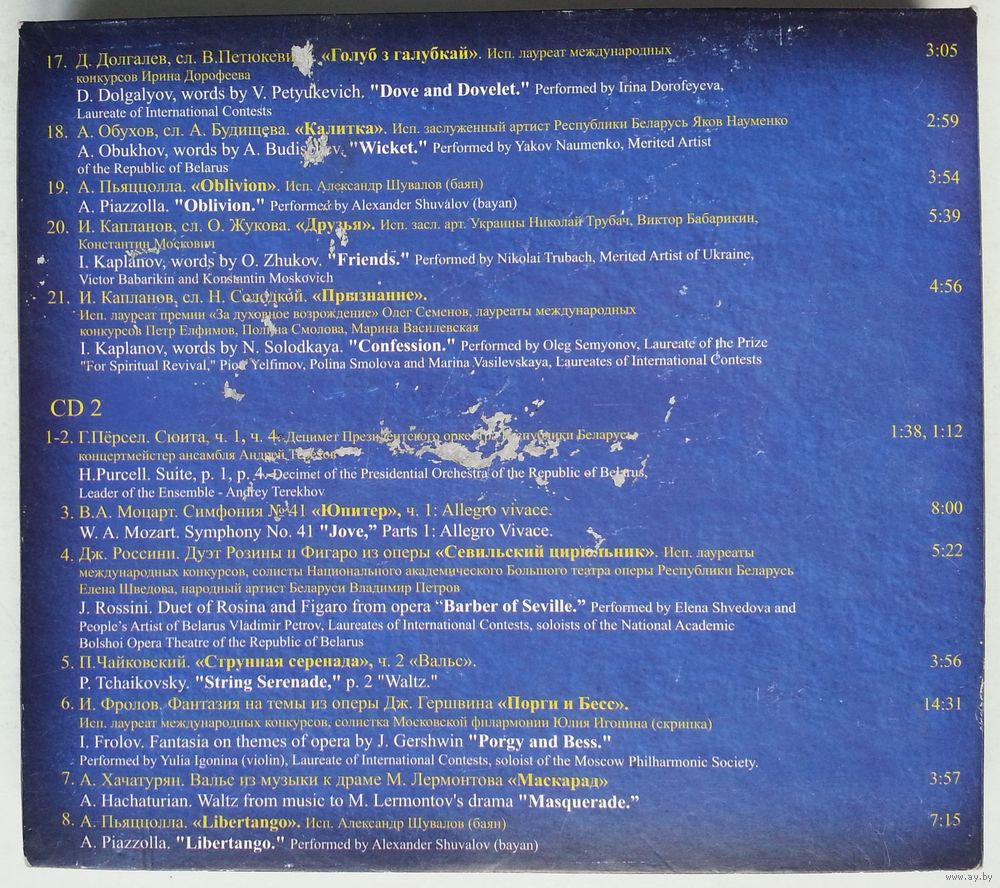 17. Д. Долгалев, сл. В.Петюкеви «Голуб з галубкай». Исп. лауреат международных 3:05
конкурсов Ирина Дорофеева
D. Dolgalyov, words by V. Petyukevich. "Dove and Dovelet." Performed by Irina Dorofeyeva,
Laureate of International Contests
18. А. Обухов, сл. А. Будищева. «Калитка». Исп. заслуженный артист Республики Беларусь Яков Науменко 2:59
A. Obukhov, words by A. Budischev. "Wicket." Performed by Yakov Naumenko, Merited Artist
of the Republic of Belarus
19. А. Пьяццолла. «Oblivion». Исп. Александр Шувалов (баян) 3:54
A. Piazzolla. "Oblivion." Performed by Alexander Shuvalov (bayan)
20. И. Капланов, сл. О. Жукова. «Друзья». Исп. засл. арт. Украины Николай Трубач, Виктор Бабарикин, 5:39
Константин Москович
I. Kaplanov, words by O. Zhukov. "Friends." Performed by Nikolai Trubach, Merited Artist of Ukraine,
Victor Babarikin and Konstantin Moskovich
21. И. Капланов, сл. Н. Солодкой. «Прызнание». 4:56
Исп. лауреат премии «За духовное возрождение» Олег Семенов, лауреаты международных
конкурсов Петр Елфимов, Полина Смолова, Марина Василевская
I. Kaplanov, words by N. Solodkaya. "Confession." Performed by Oleg Semyonov, Laureate of the Prize
"For Spiritual Revival," Piotr Yelfimov, Polina Smolova and Marina Vasilevskaya, Laureates of International Contests
CD 2
1-2. Г.Пёрсел. Сюита, ч. 1, ч. 4. Децимет Президентского оркестра Республики Беларусь, 1:38, 1:12
концертмейстер ансамбля Андрей Терехов
H.Purcell. Suite, p. 1, p. 4. Decimet of the Presidential Orchestra of the Republic of Belarus,
Leader of the Ensemble - Andrey Terekhov
3. В.А. Моцарт. Симфония №41 «Юпитер», ч. 1: Allegro vivace. 8:00
W. A. Mozart. Symphony No. 41 "Jove," Parts 1: Allegro Vivace.
4. Дж. Россини. Дуэт Розины и Фигаро из оперы «Севильский цирюльник». Исп. лауреаты 5:22
международных конкурсов, солисты Национального академического Большого театра оперы Республики Беларусь
Елена Шведова, народный артист Беларуси Владимир Петров
J. Rossini. Duet of Rosina and Figaro from opera "Barber of Seville." Performed by Elena Shvedova and
People's Artist of Belarus Vladimir Petrov, Laureates of International Contests, soloists of the National Academic
Bolshoi Opera Theatre of the Republic of Belarus
5. П.Чайковский. «Струнная серенада», ч. 2 «Вальс». 3:56
P. Tchaikovsky. "String Serenade," p. 2 "Waltz."
6. И. Фролов. Фантазия на темы из оперы Дж. Гершвина «Порги и Бесс». 14:31
Исп. лауреат международных конкурсов, солистка Московской филармонии Юлия Игонина (скрипка)
I. Frolov. Fantasia on themes of opera by J. Gershwin "Porgy and Bess."
Performed by Yulia Igonina (violin), Laureate of International Contests, soloist of the Moscow Philharmonic Society.
7. А. Хачатурян. Вальс из музыки к драме М. Лермонтова «Маскарад» 3:57
A. Hachaturian. Waltz from music to M. Lermontov's drama "Masquerade."
8. А. Пьяццолла. «Libertango». Исп. Александр Шувалов (баян) 7:15
A. Piazzolla. "Libertango." Performed by Alexander Shuvalov (bayan)
www.ay.by